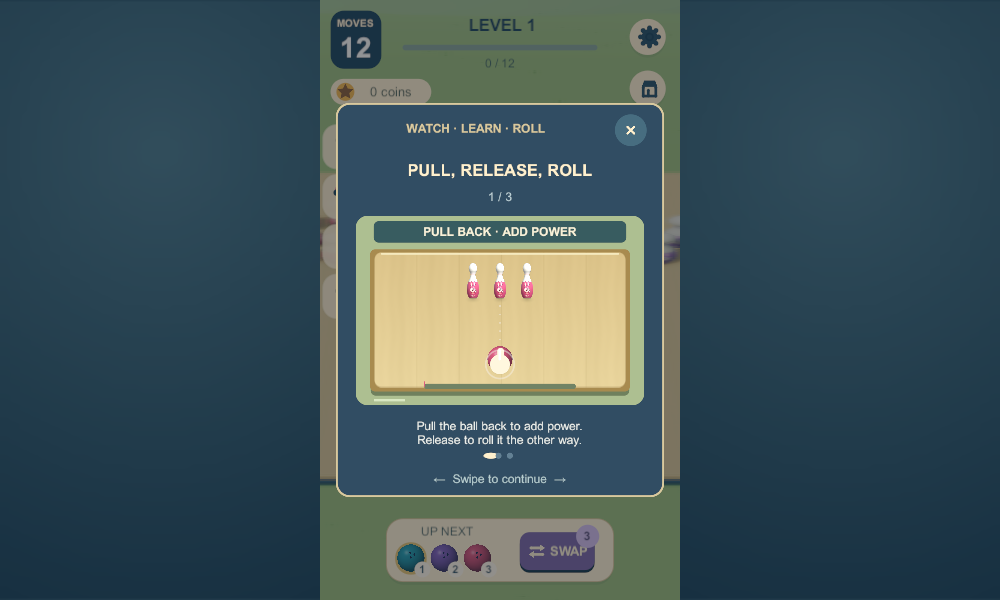 MOVES
12
LEVEL 1
0 / 12
0 coins
WATCH · LEARN · ROLL
×
PULL, RELEASE, ROLL
1 / 3
PULL BACK · ADD POWER
Pull the ball back to add power.
Release to roll it the other way.
← Swipe to continue →
UP NEXT
1 2 3
SWAP
3